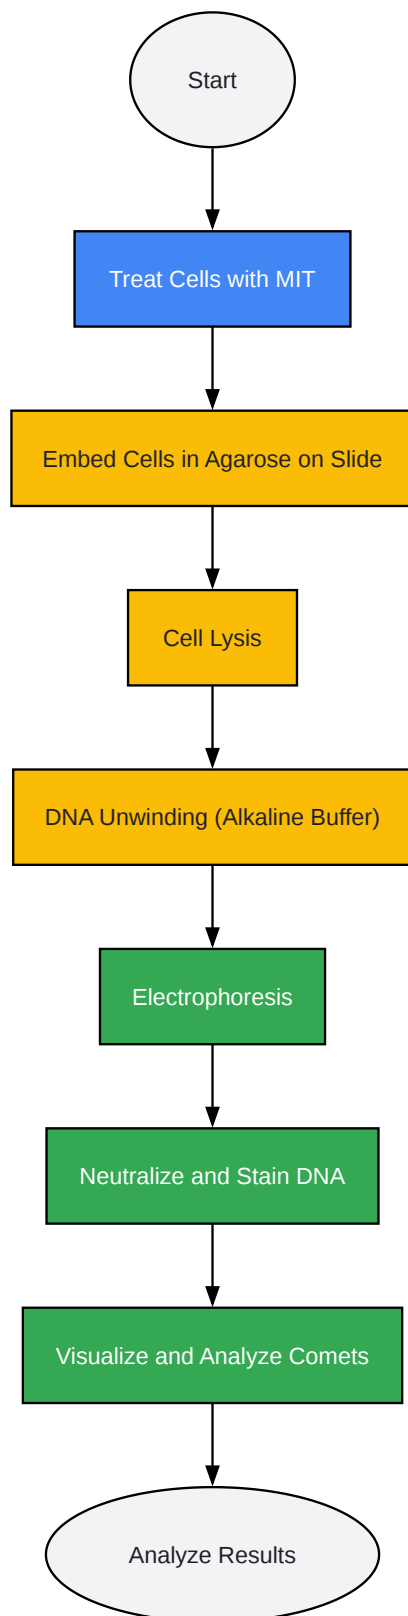 Start
Treat Cells with MIT
Embed Cells in Agarose on Slide
Cell Lysis
DNA Unwinding (Alkaline Buffer)
Electrophoresis
Neutralize and Stain DNA
Visualize and Analyze Comets
Analyze Results